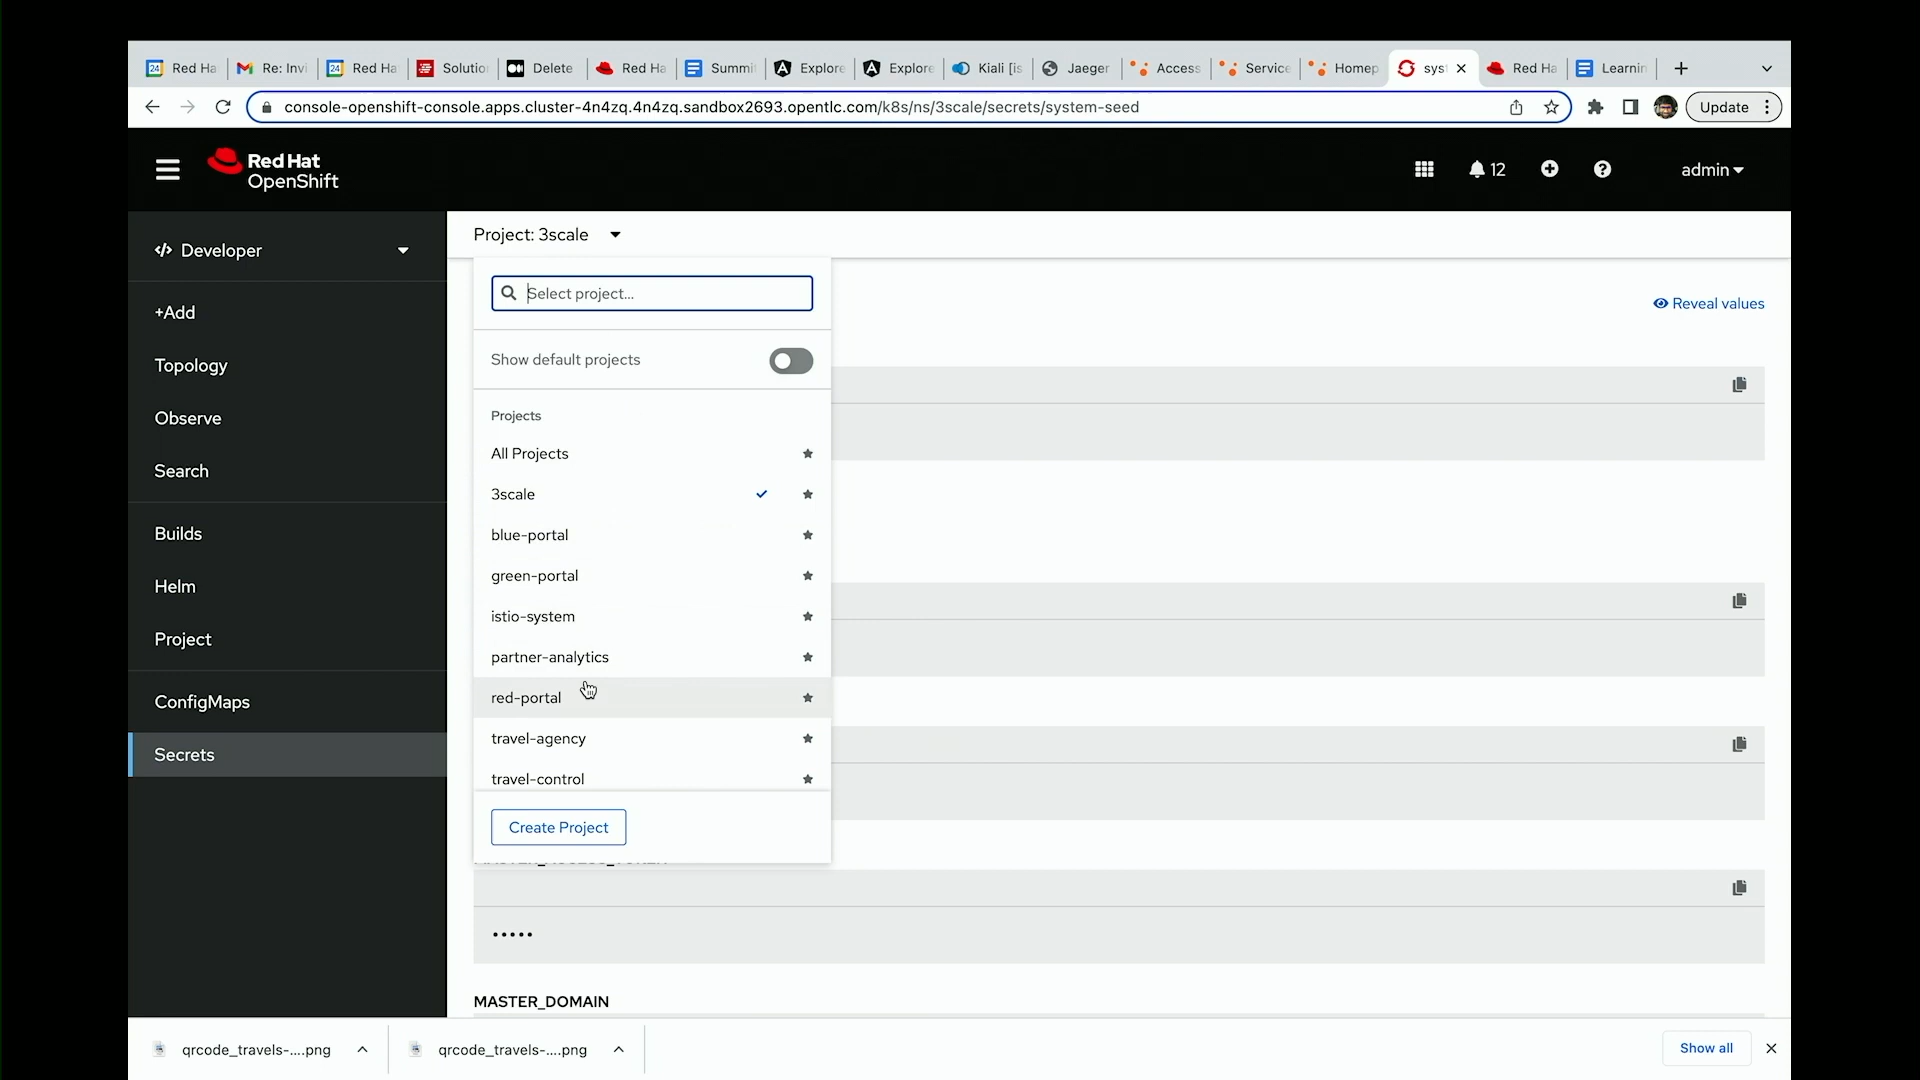 Red Ha
Re: Invi
Red Ha
Solutio
Delete
Red Ha
Summi
Explore
Explore
Kiali [is
Jaeger
Access
Service
Homep
syst
Red Ha
Learnin
console-openshift-console.apps.cluster-4n4zq.4n4zq.sandbox2693.opentlc.com/k8s/ns/3scale/secrets/system-seed
Update
Red Hat
OpenShift
12
admin
Developer
+Add
Topology
Observe
Search
Builds
Helm
Project
ConfigMaps
Secrets
Project: 3scale
Select project...
Show default projects
Projects
All Projects
3scale
blue-portal
green-portal
istio-system
partner-analytics
red-portal
travel-agency
travel-control
Create Project
Reveal values
•••••
MASTER_DOMAIN
qrcode_travels-....png
qrcode_travels-....png
Show all